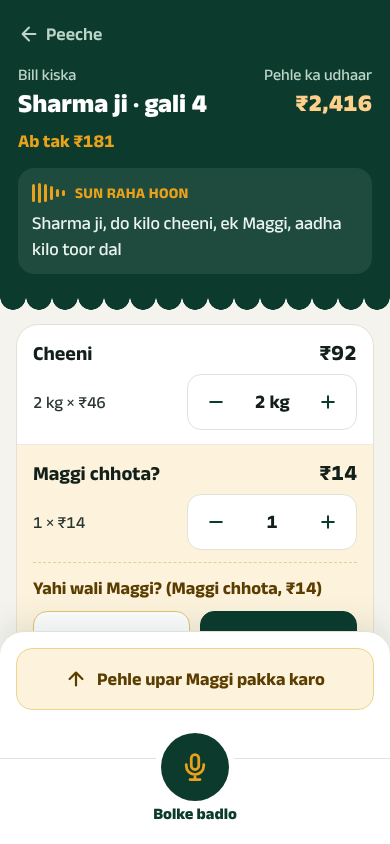 Peeche
Bill kiska
Pehle ka udhaar
Sharma ji · gali 4
₹2,416
Ab tak ₹181
SUN RAHA HOON
Sharma ji, do kilo cheeni, ek Maggi, aadha
kilo toor dal
Cheeni
₹92
2 kg × ₹46
2 kg
Maggi chhota?
₹14
1 × ₹14
1
Yahi wali Maggi? (Maggi chhota, ₹14)
Pehle upar Maggi pakka karo
Bolke badlo